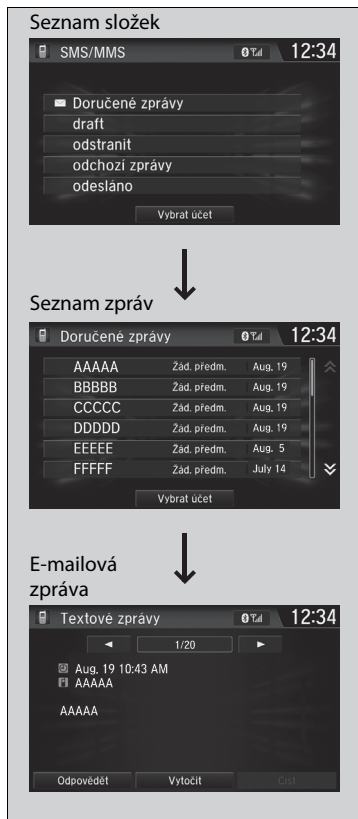 Seznam složek
SMS/MMS 12:34
Doručené zprávy
draft
odstranit
odchozí zprávy
odesláno
Vybrat účet
Seznam zpráv
Doručené zprávy 12:34
AAAAA Žád. předm. Aug. 19
BBBBB Žád. předm. Aug. 19
CCCCC Žád. předm. Aug. 19
DDDDD Žád. předm. Aug. 19
EEEEE Žád. předm. Aug. 5
FFFFF Žád. předm. July 14
Vybrat účet
E-mailová
zpráva
Textové zprávy 12:34
1/20
Aug. 19 10:43 AM
AAAAA
AAAAA
Odpovědět Vytočit Číst